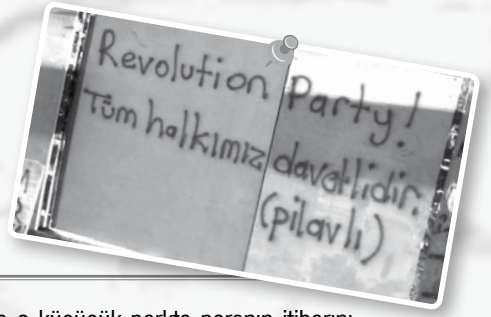 Revolution Party!
Tüm halkımız davetlidir.
(pilavlı)
küçücük parkta paranın itibarını